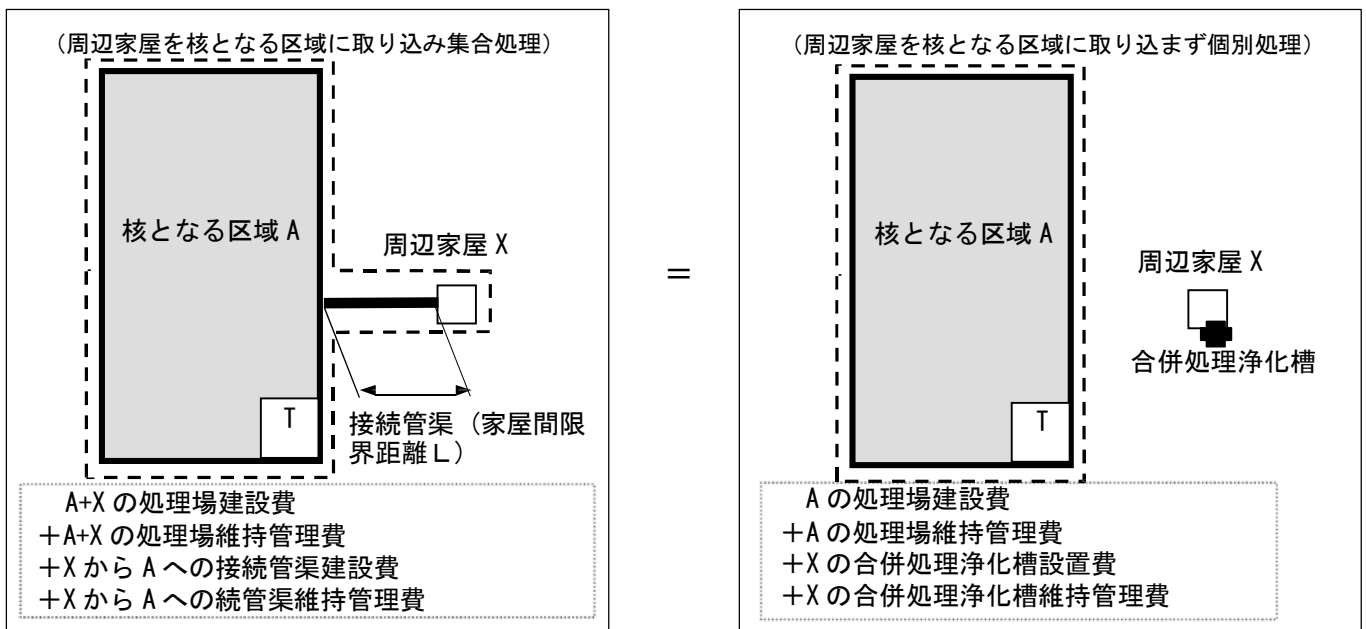 (周辺家屋を核となる区域に取り込み集合処理)
核となる区域 A
周辺家屋 X
T
接続管渠(家屋間限
界距離L)
A+X の処理場建設費
+A+X の処理場維持管理費
+X から A への接続管渠建設費
+X から A への続管渠維持管理費
=
(周辺家屋を核となる区域に取り込まず個別処理)
核となる区域 A
周辺家屋 X
合併処理浄化槽
T
A の処理場建設費
+A の処理場維持管理費
+X の合併処理浄化槽設置費
+X の合併処理浄化槽維持管理費